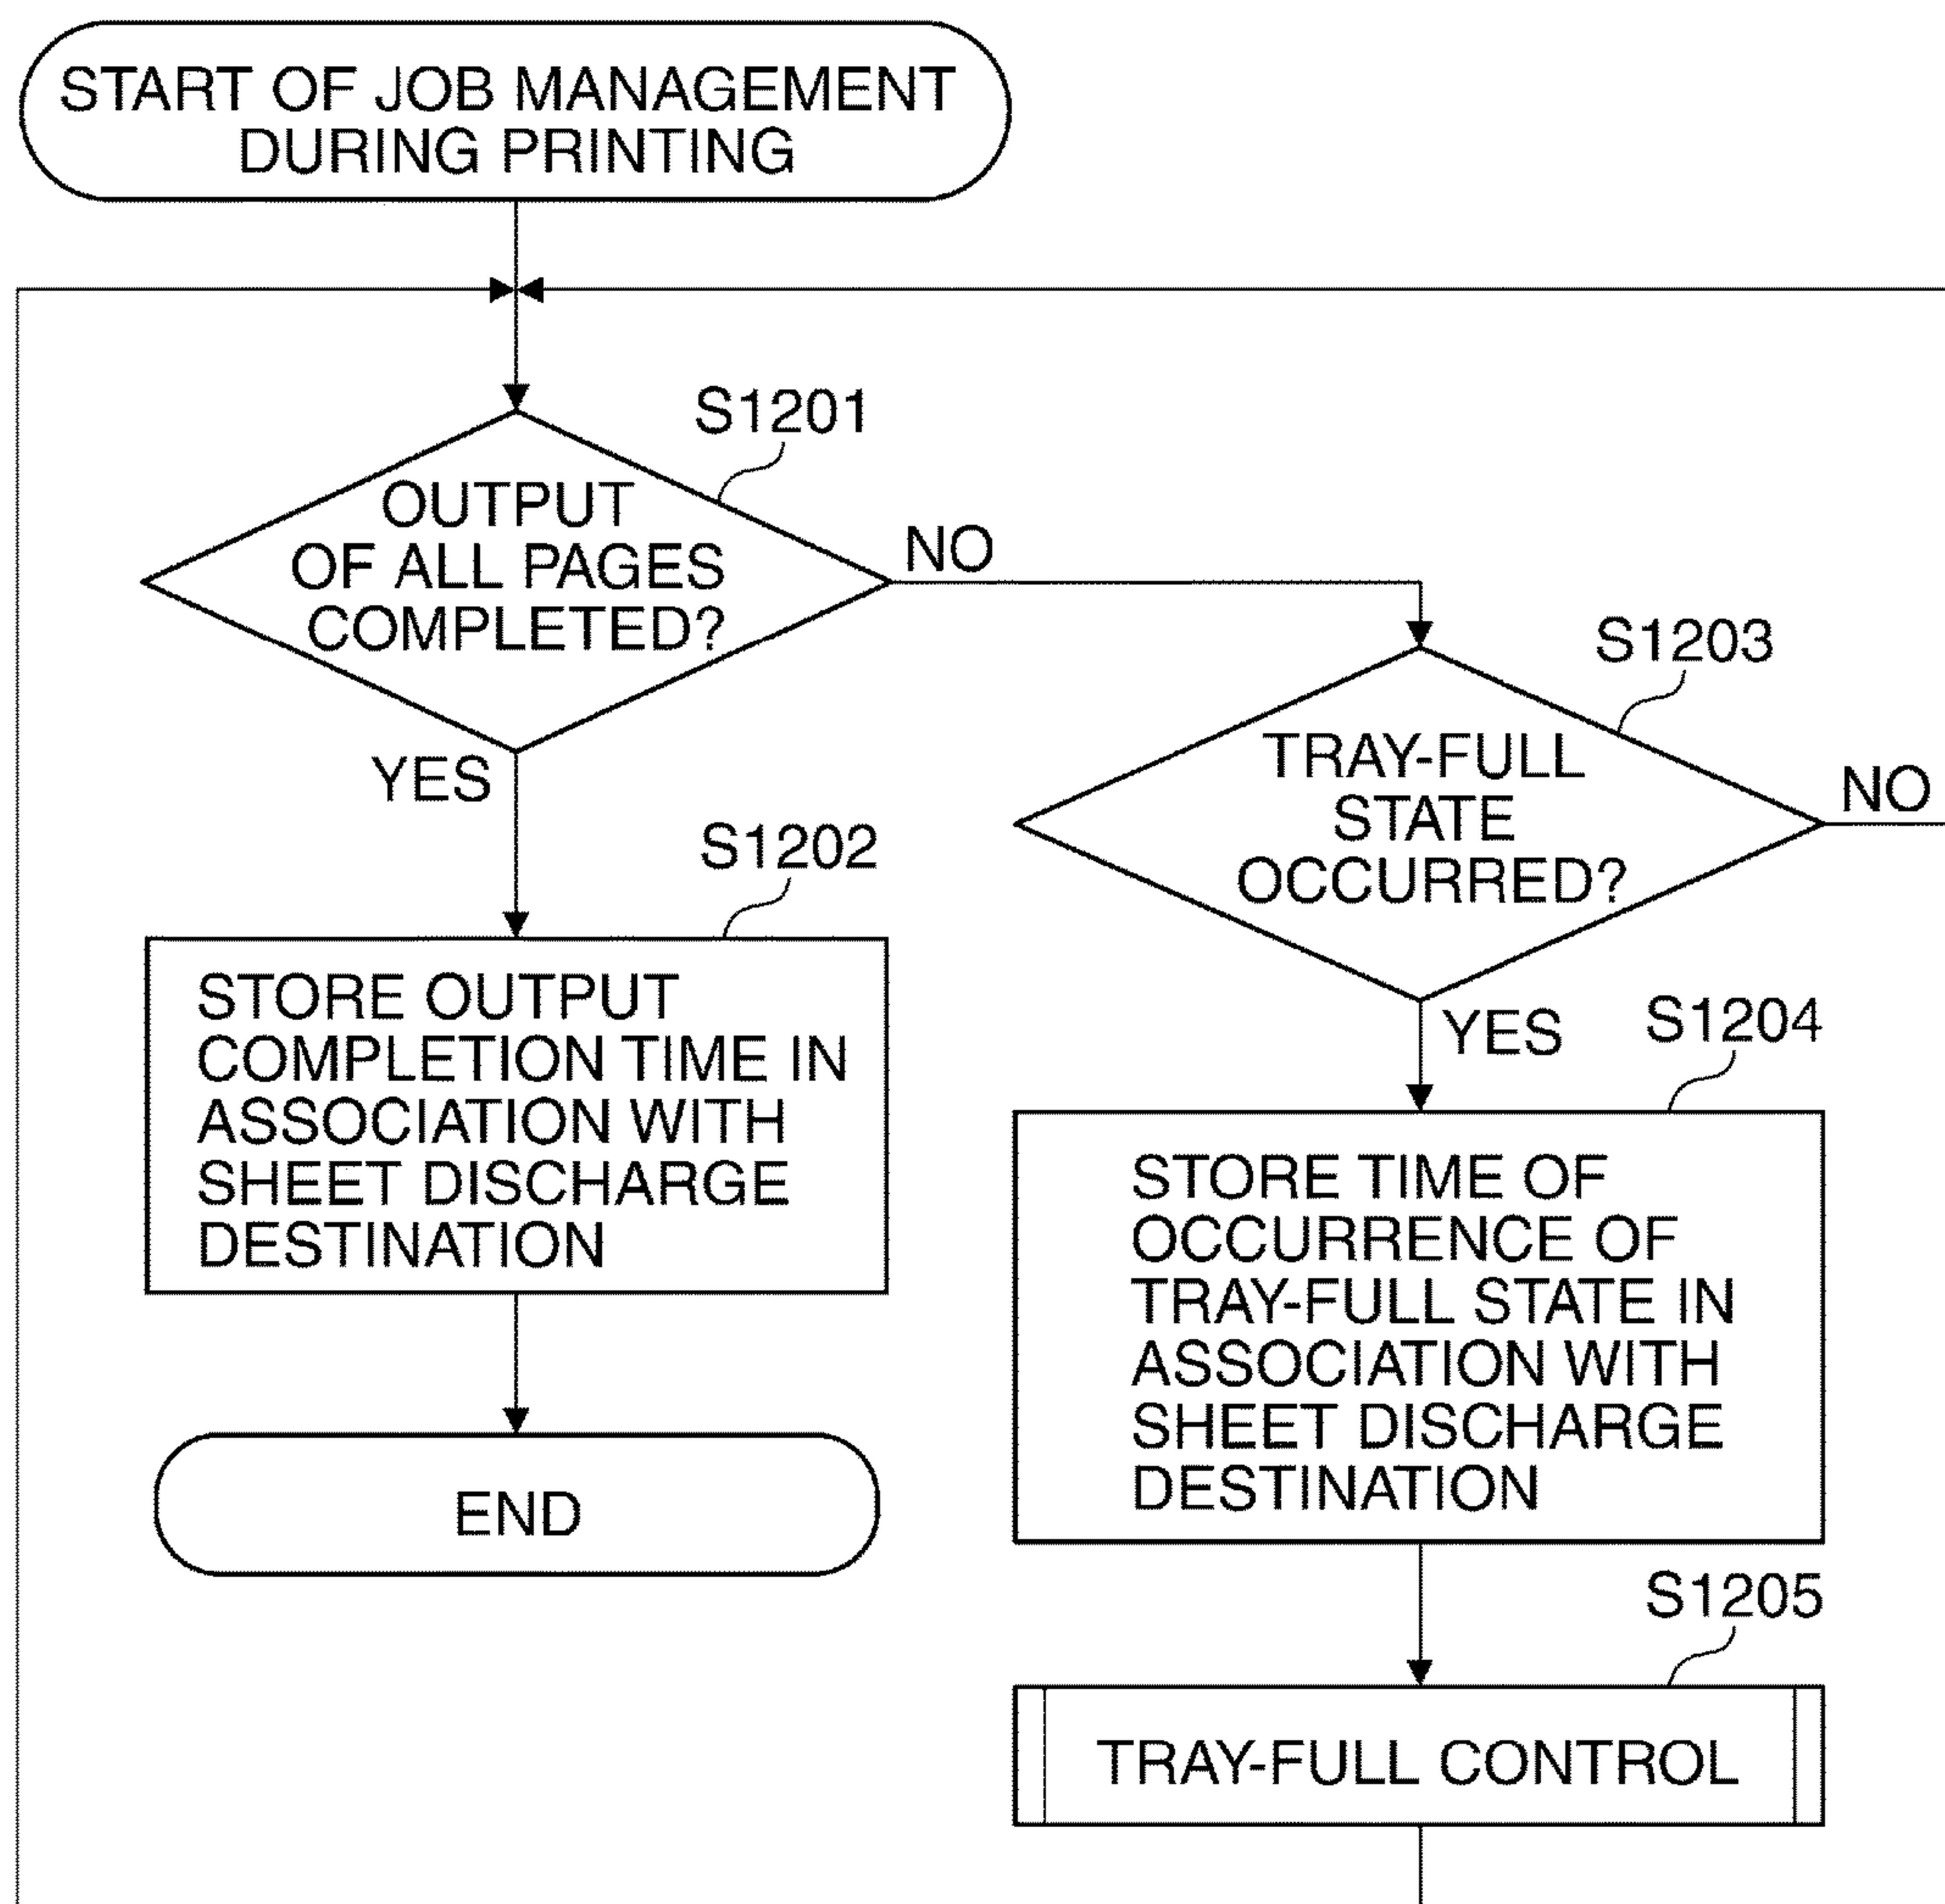 START OF JOB MANAGEMENT
DURING PRINTING
S1201
OUTPUT
OF ALL PAGES
COMPLETED?
NO
YES
S1202
STORE OUTPUT
COMPLETION TIME IN
ASSOCIATION WITH
SHEET DISCHARGE
DESTINATION
END
S1203
TRAY-FULL
STATE
OCCURRED?
NO
YES
S1204
STORE TIME OF
OCCURRENCE OF
TRAY-FULL STATE IN
ASSOCIATION WITH
SHEET DISCHARGE
DESTINATION
S1205
TRAY-FULL CONTROL